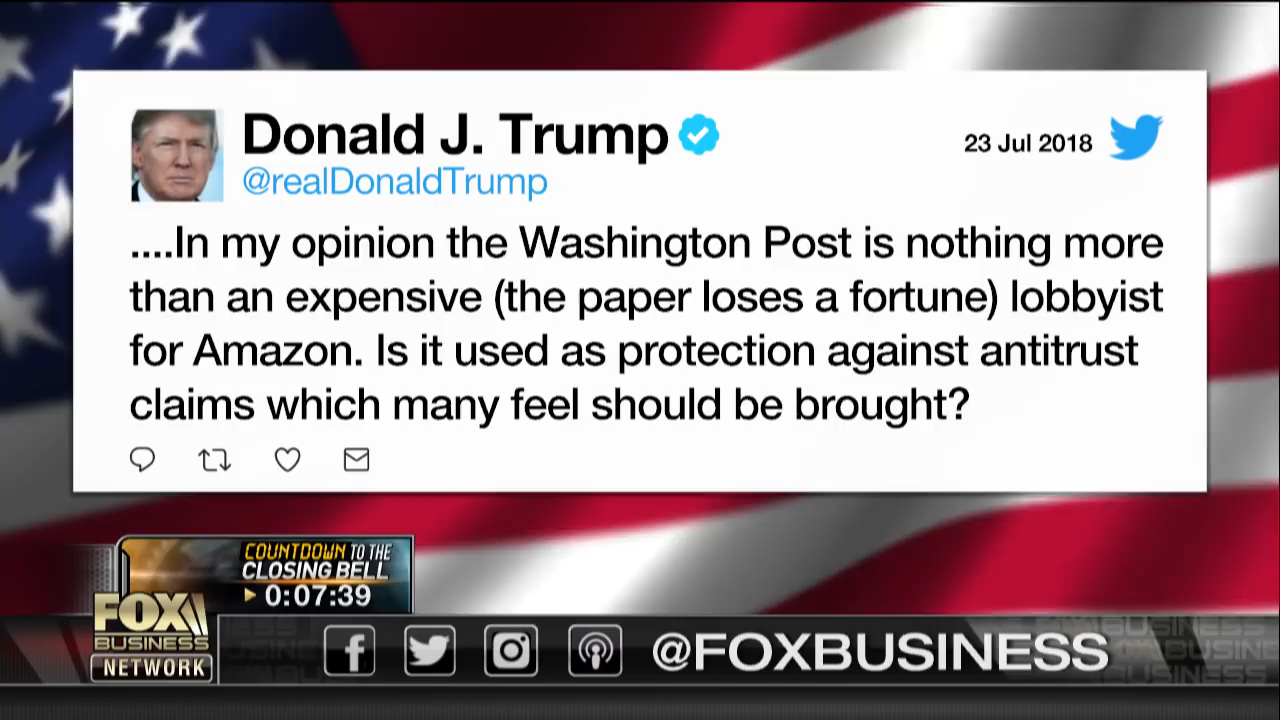 Donald J. Trump
23 Jul 2018
@realDonaldTrump
....In my opinion the Washington Post is nothing more
than an expensive (the paper loses a fortune) lobbyist
for Amazon. Is it used as protection against antitrust
claims which many feel should be brought?
COUNTDOWN TO THE
CLOSING BELL
0:07:39
FOX
BUSINESS
NETWORK
@FOXBUSINESS